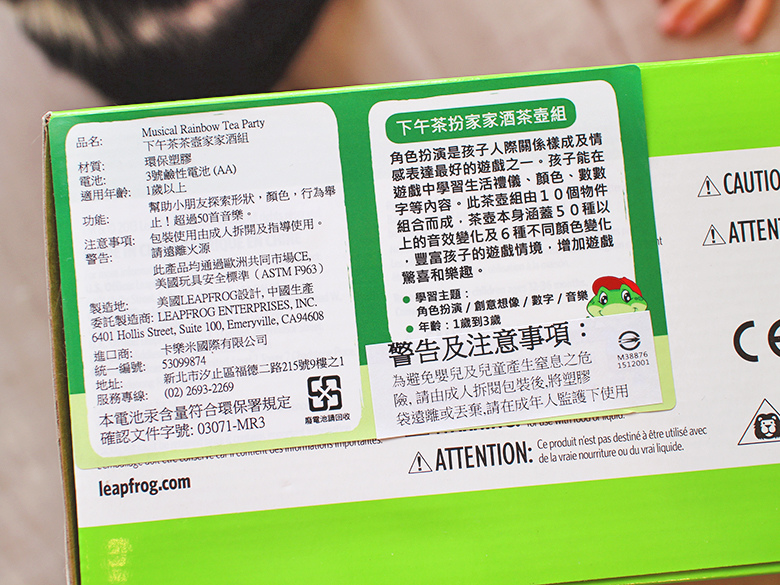 品名: Musical Rainbow Tea Party
下午茶茶壺家家酒組
材質: 環保塑膠
電池: 3號鹼性電池 (AA)
適用年齡: 1歲以上
功能: 幫助小朋友探索形狀，顏色，行為舉
止！超過50首音樂。
注意事項: 包裝使用由成人拆開及指導使用。
警告: 請遠離火源
此產品均通過歐洲共同市場CE,
美國玩具安全標準（ASTM F963）
製造地: 美國LEAPFROG設計, 中國生產
委託製造商: LEAPFROG ENTERPRISES, INC.
6401 Hollis Street, Suite 100, Emeryville, CA94608
進口商: 卡樂米國際有限公司
統一編號: 53099874
地址: 新北市汐止區福德二路215號9樓之1
服務專線: (02) 2693-2269
本電池汞含量符合環保署規定
確認文件字號: 03071-MR3
廢電池請回收
下午茶扮家家酒茶壺組
角色扮演是孩子人際關係樣成及情
感表達最好的遊戲之一。孩子能在
遊戲中學習生活禮儀、顏色、數數
字等內容。此茶壺組由１０個物件
組合而成，茶壺本身涵蓋５０種以
上的音效變化及６種不同顏色變化
，豐富孩子的遊戲情境，增加遊戲
驚喜和樂趣。
● 學習主題：
角色扮演 / 創意想像 / 數字 / 音樂
● 年齡：1歲到3歲
警告及注意事項：
為避免嬰兒及兒童產生窒息之危
險, 請由成人拆開包裝後,將塑膠
袋遠離或丟棄,請在成年人監護下使用
M38876
1512001
CAUTIO
ATTEN
CE
for use with food or liquid.
ATTENTION: Ce produit n'est pas destiné à être utilisé avec
de la vraie nourriture ou du vrai liquide.
L'emballage doit être conservé car il contient des informations importantes.
leapfrog.com